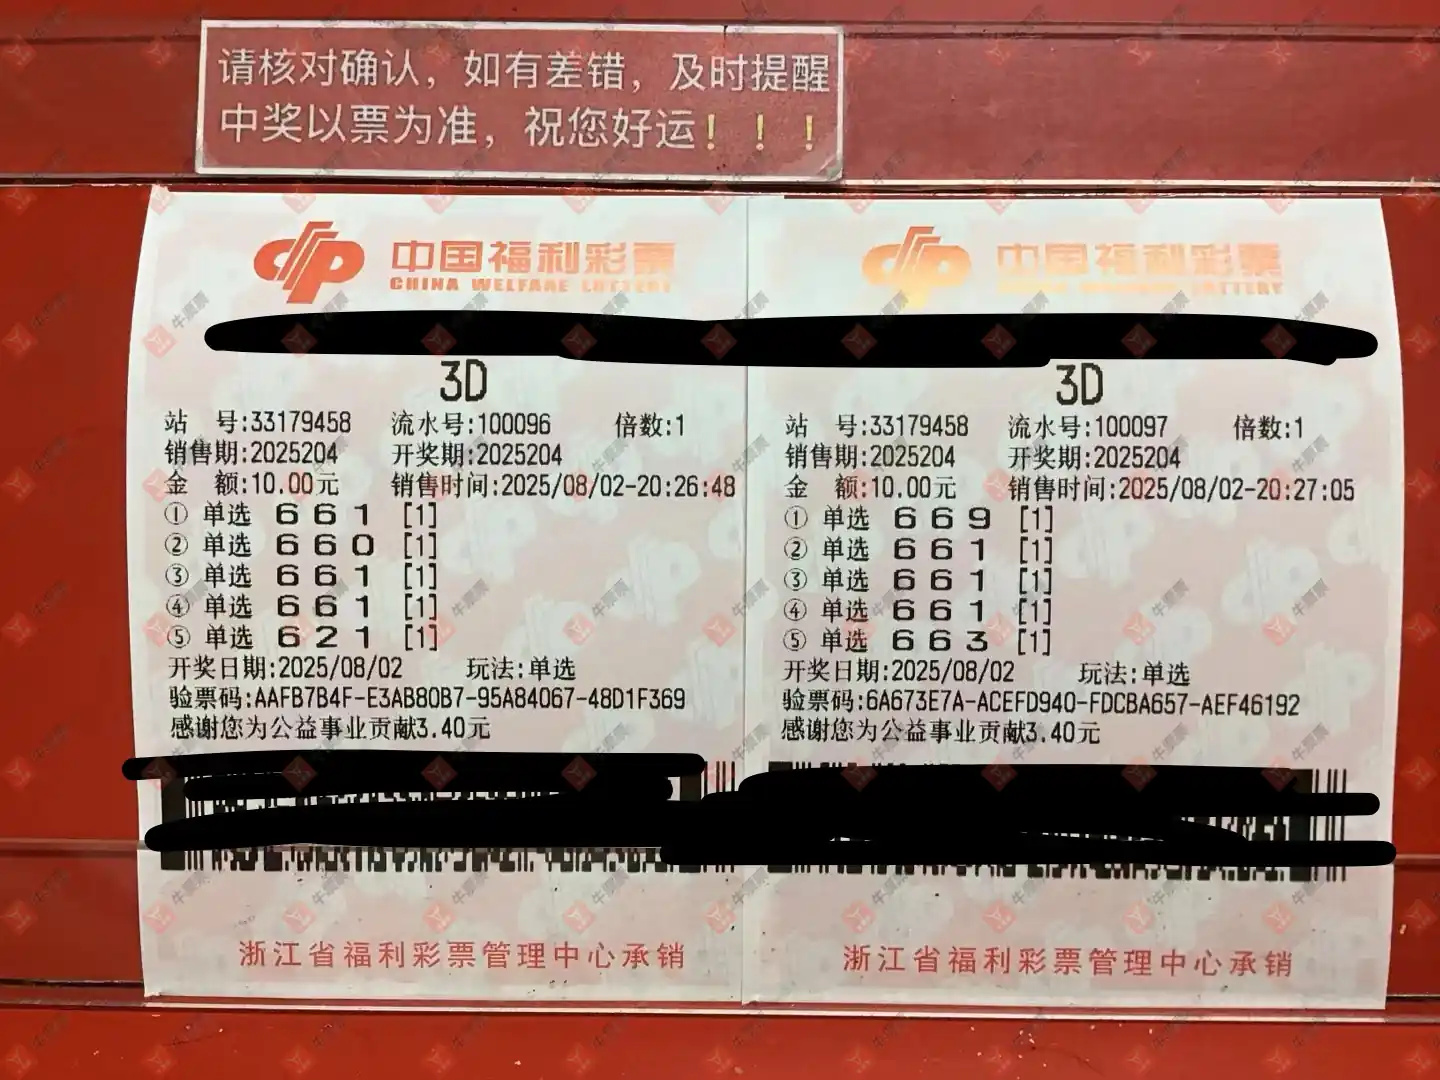 请核对确认，如有差错，及时提醒
中奖以票为准，祝您好运！！！
中国福利彩票
CHINA WELFARE LOTTERY
3D
站 号:33179458 流水号:100096 倍数:1
销售期:2025204 开奖期:2025204
金 额:10.00元 销售时间:2025/08/02-20:26:48
① 单选 6 6 1 [1]
② 单选 6 6 0 [1]
③ 单选 6 6 1 [1]
④ 单选 6 6 1 [1]
⑤ 单选 6 2 1 [1]
开奖日期:2025/08/02 玩法:单选
验票码:AAFB7B4F-E3AB80B7-95A84067-48D1F369
感谢您为公益事业贡献3.40元
浙江省福利彩票管理中心承销
中国福利彩票
CHINA WELFARE LOTTERY
3D
站 号:33179458 流水号:100097 倍数:1
销售期:2025204 开奖期:2025204
金 额:10.00元 销售时间:2025/08/02-20:27:05
① 单选 6 6 9 [1]
② 单选 6 6 1 [1]
③ 单选 6 6 1 [1]
④ 单选 6 6 1 [1]
⑤ 单选 6 6 3 [1]
开奖日期:2025/08/02 玩法:单选
验票码:6A673E7A-ACEFD940-FDCBA657-AEF46192
感谢您为公益事业贡献3.40元
浙江省福利彩票管理中心承销